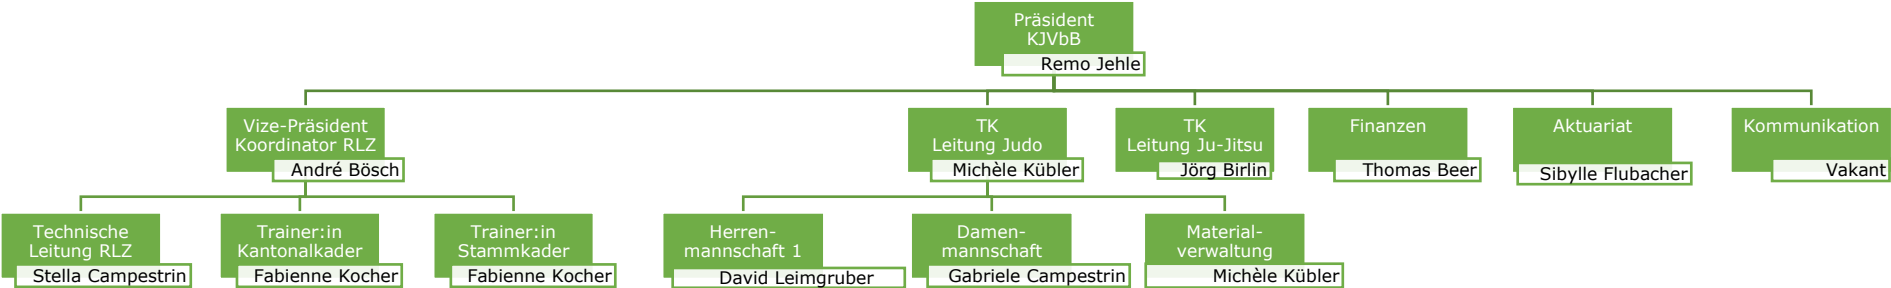 Präsident
KJVbB
Remo Jehle
Vize-Präsident
Koordinator RLZ
André Bösch
TK
Leitung Judo
Michèle Kübler
TK
Leitung Ju-Jitsu
Jörg Birlin
Finanzen
Thomas Beer
Aktuariat
Sibylle Flubacher
Kommunikation
Vakant
Technische
Leitung RLZ
Stella Campestrin
Trainer:in
Kantonalkader
Fabienne Kocher
Trainer:in
Stammkader
Fabienne Kocher
Herren-
mannschaft 1
David Leimgruber
Damen-
mannschaft
Gabriele Campestrin
Material-
verwaltung
Michèle Kübler